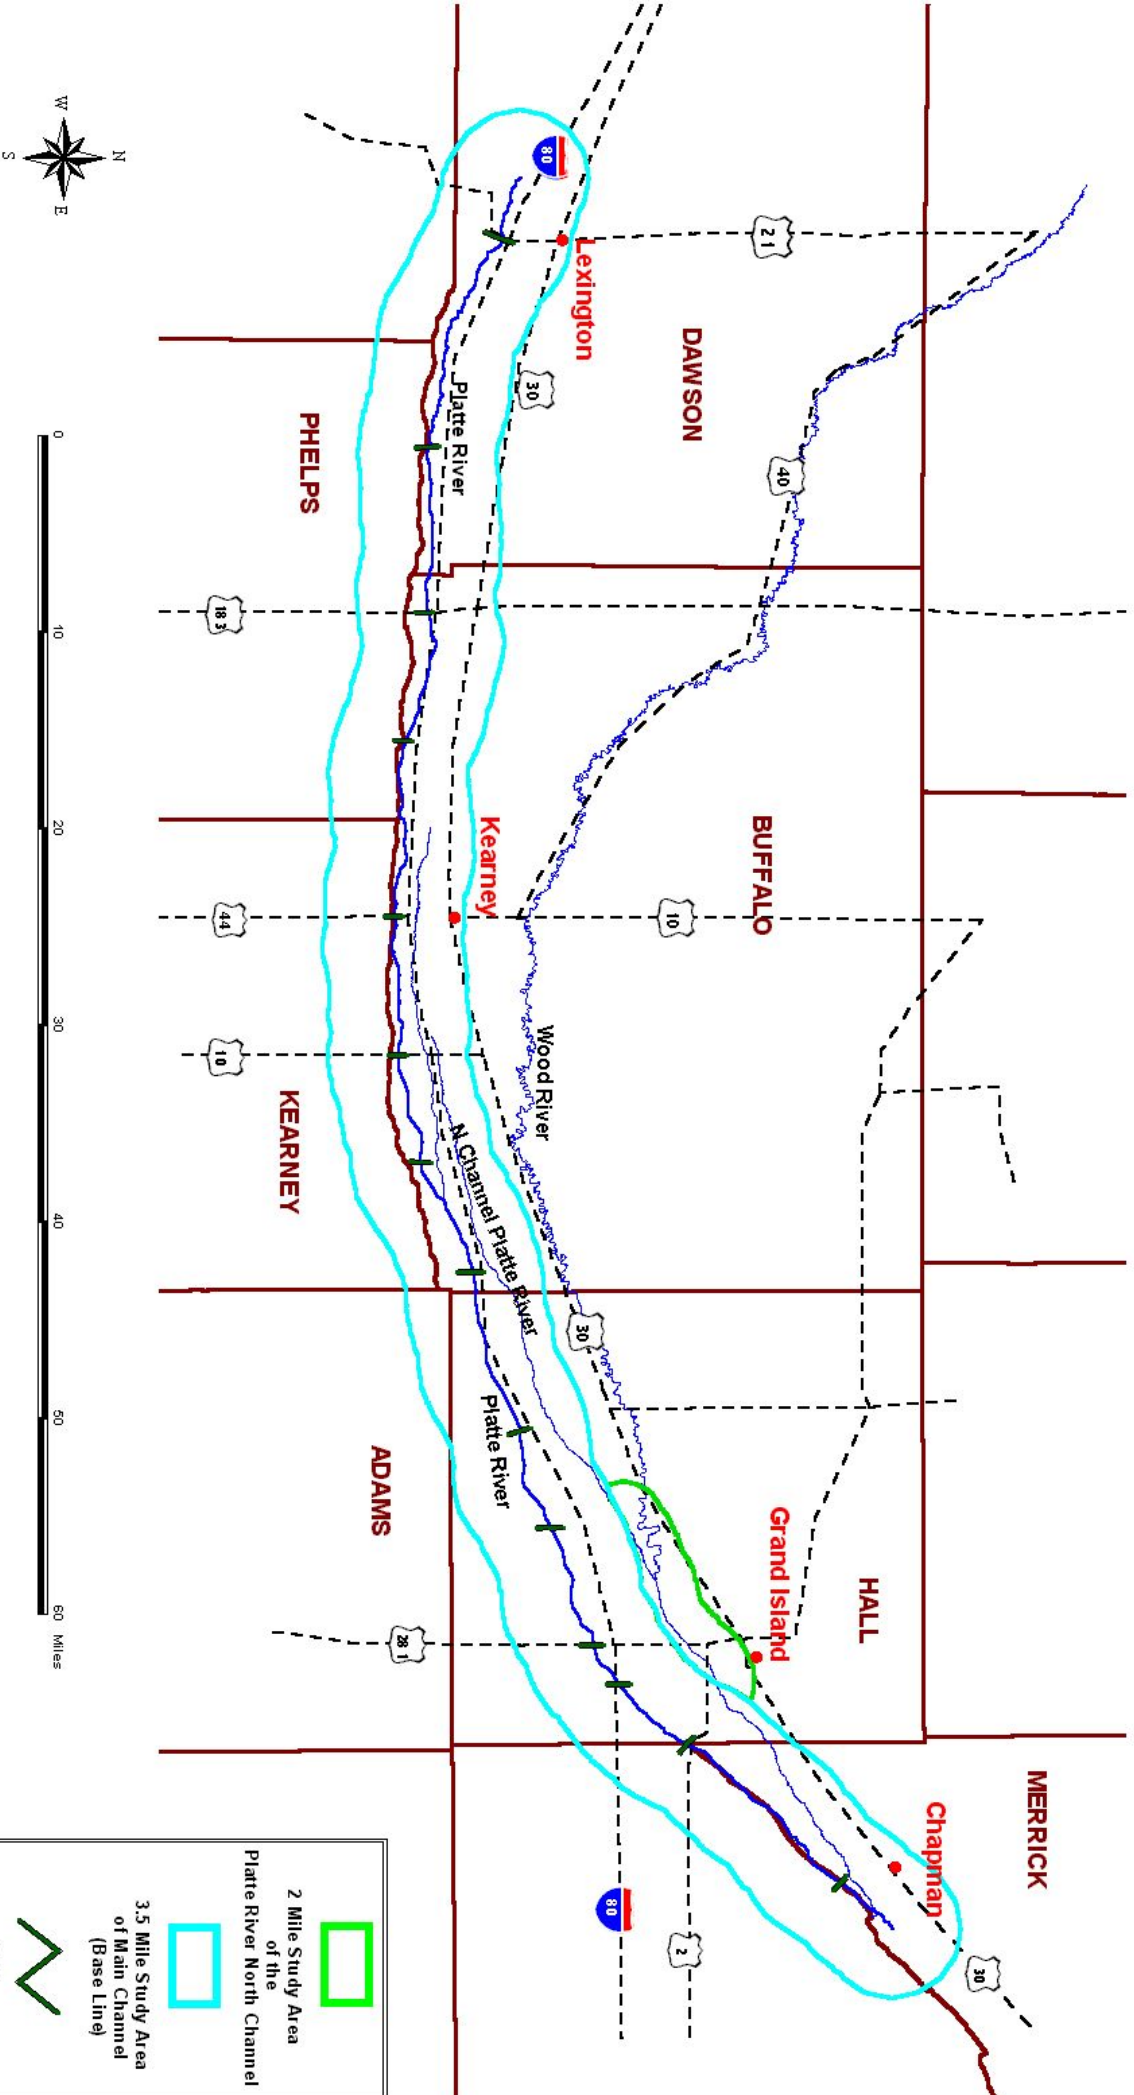 MERRICK
Chapman
30
HALL
Grand Island
2
80
DAWSON
BUFFALO
21
10
40
Lexington
80
30
Wood River
30
Kearney
Platte River
N Channel Platte River
Platte River
281
ADAMS
PHELPS
KEARNEY
183
44
10
N
W
E
S
0
10
20
30
40
50
60 Miles
2 Mile Study Area
of the
Platte River North Channel
3.5 Mile Study Area
of Main Channel
(Base Line)